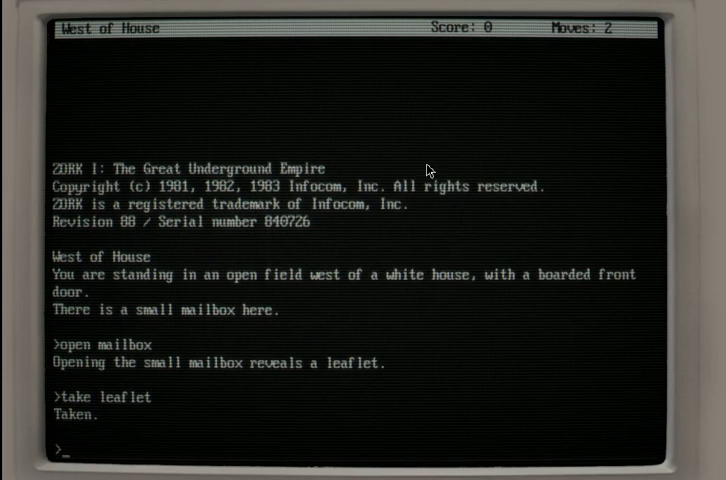 West of House Score: 0 Moves: 2
ZORK I: The Great Underground Empire
Copyright (c) 1981, 1982, 1983 Infocom, Inc. All rights reserved.
ZORK is a registered trademark of Infocom, Inc.
Revision 88 / Serial number 840726
West of House
You are standing in an open field west of a white house, with a boarded front
door.
There is a small mailbox here.
>open mailbox
Opening the small mailbox reveals a leaflet.
>take leaflet
Taken.
>_